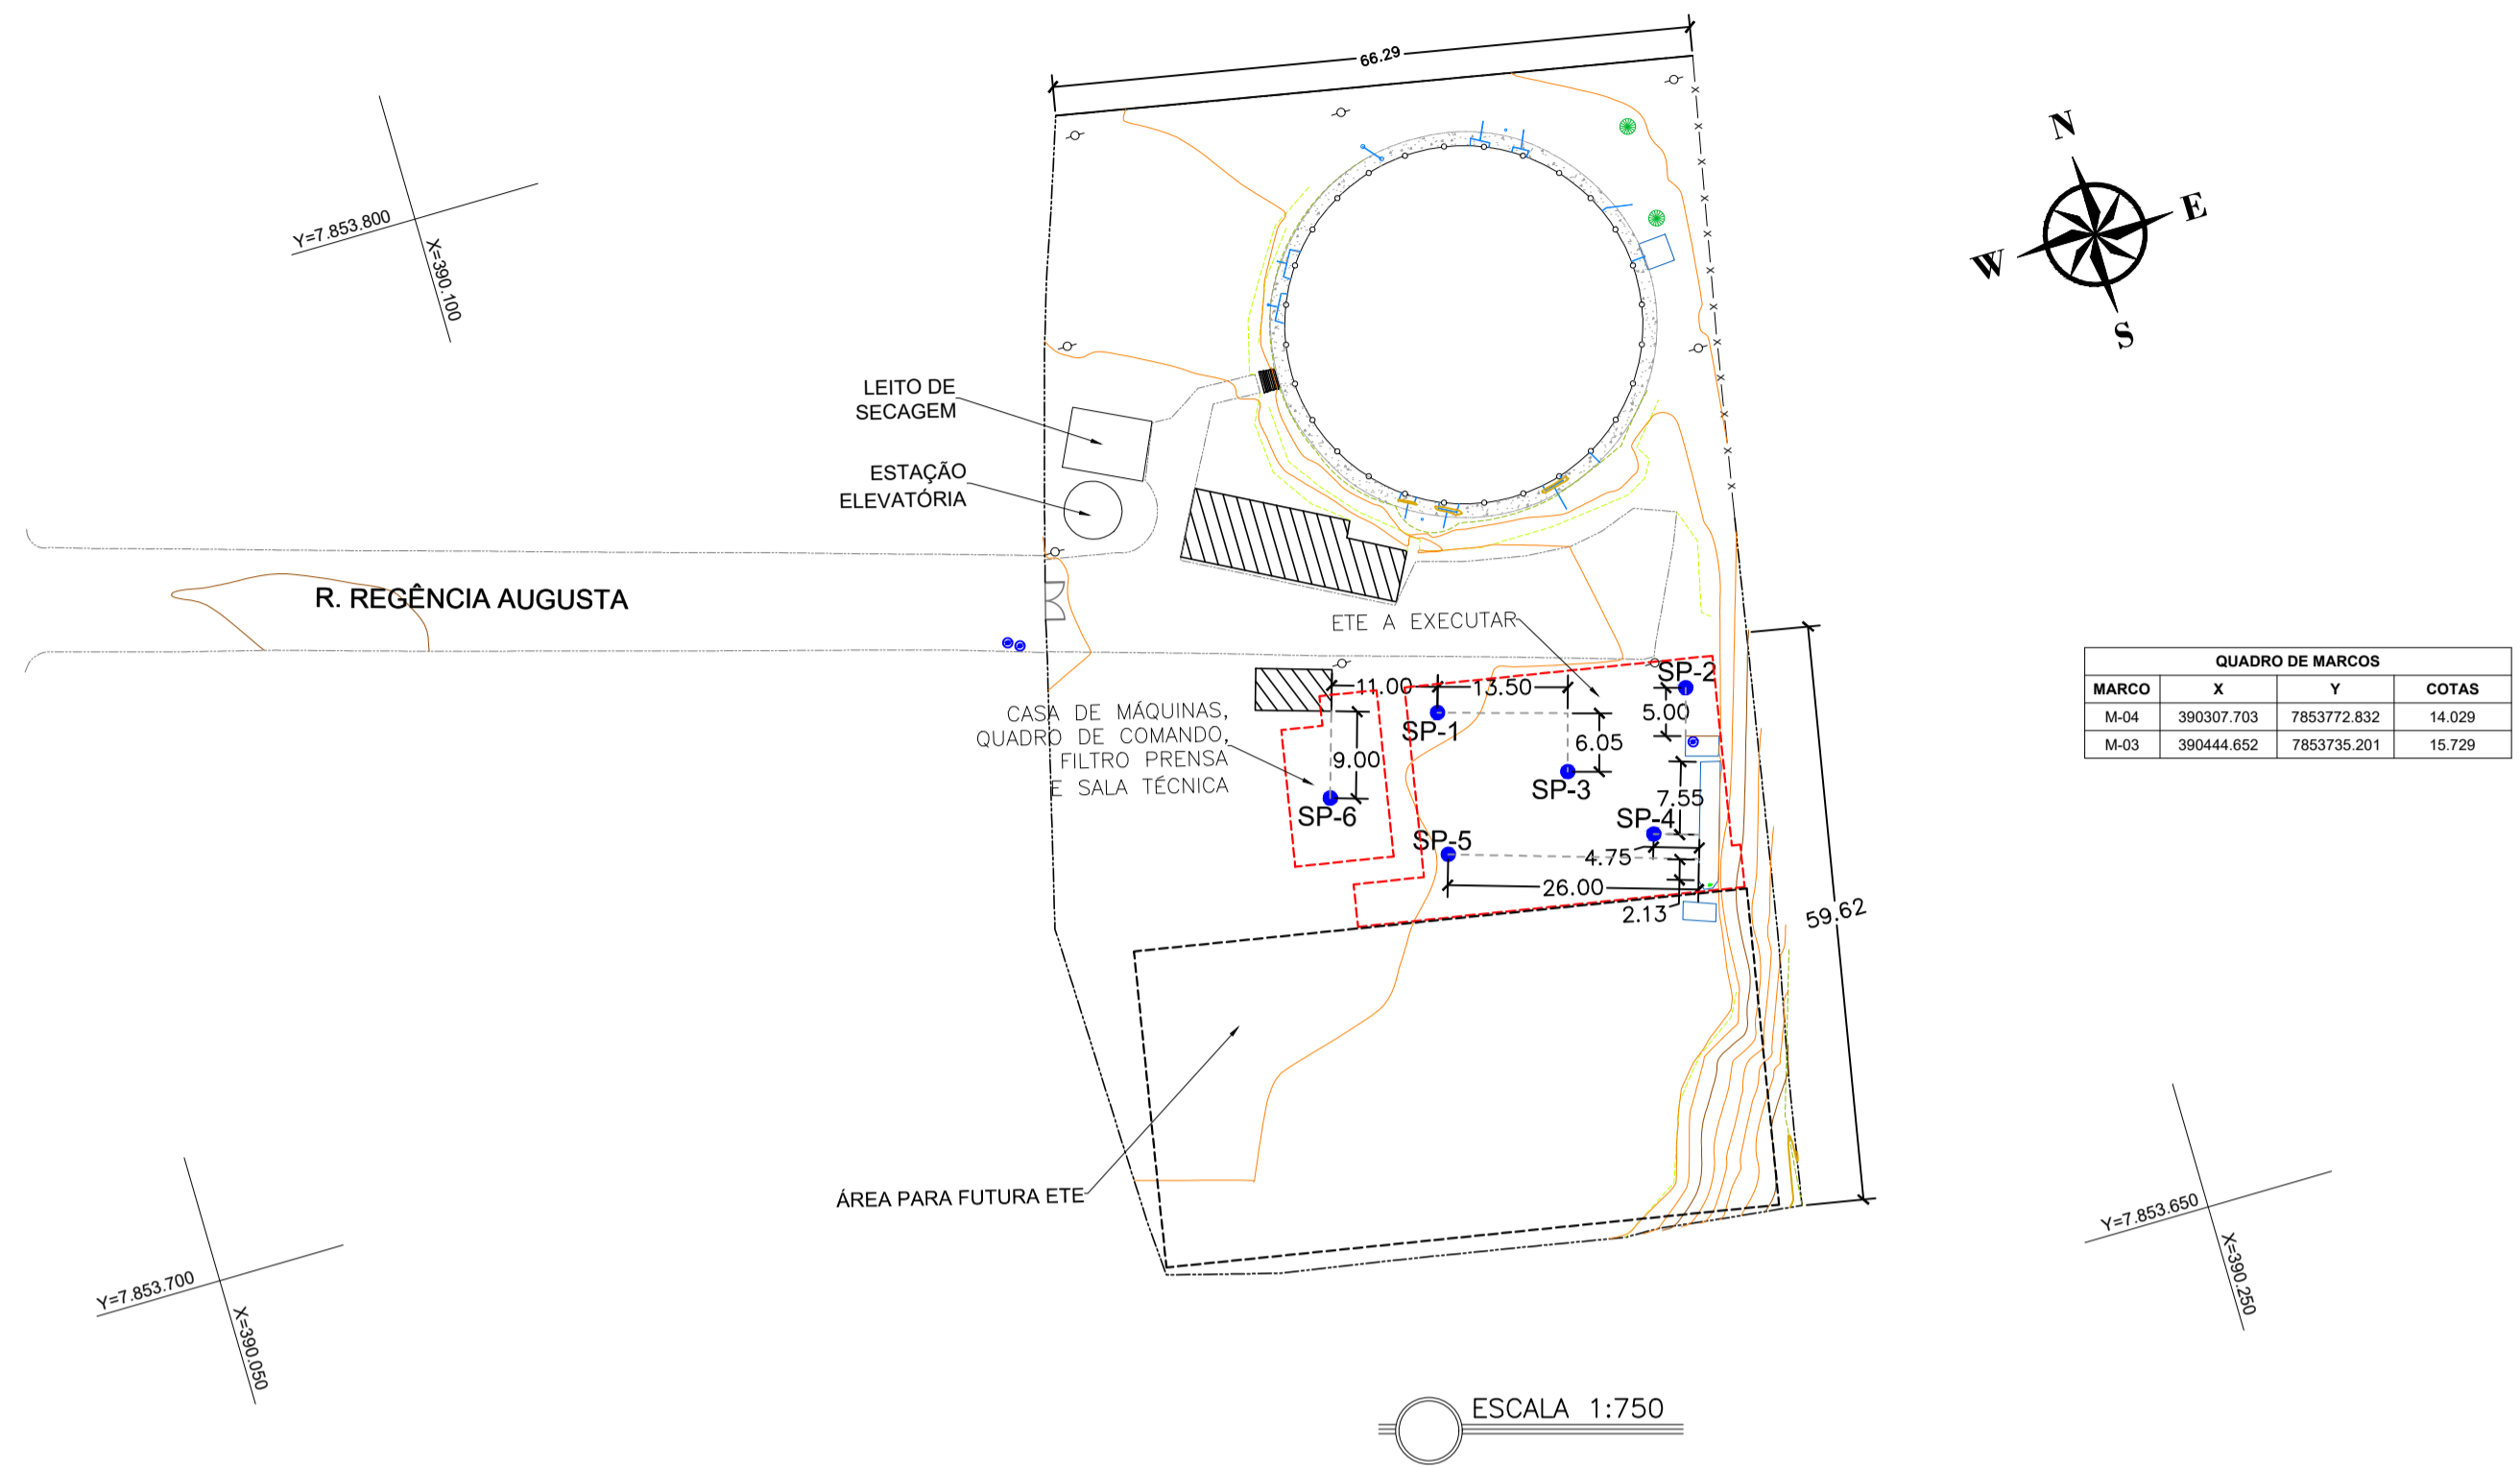 66.29
N
E
W
S
Y=7.853.800
X=390.100
LEITO DE
SECAGEM
ESTAÇÃO
ELEVATÓRIA
R. REGÊNCIA AUGUSTA
ETE A EXECUTAR
SP-2
11.00
13.50
5.00
SP-1
6.05
CASA DE MÁQUINAS,
QUADRO DE COMANDO,
FILTRO PRENSA
E SALA TÉCNICA
9.00
SP-3
7.55
SP-6
SP-4
SP-5
4.75
26.00
2.13
59.62
QUADRO DE MARCOS
MARCO X Y COTAS
M-04 390307.703 7853772.832 14.029
M-03 390444.652 7853735.201 15.729
ÁREA PARA FUTURA ETE
Y=7.853.700
X=390.050
Y=7.853.650
X=390.250
ESCALA 1:750